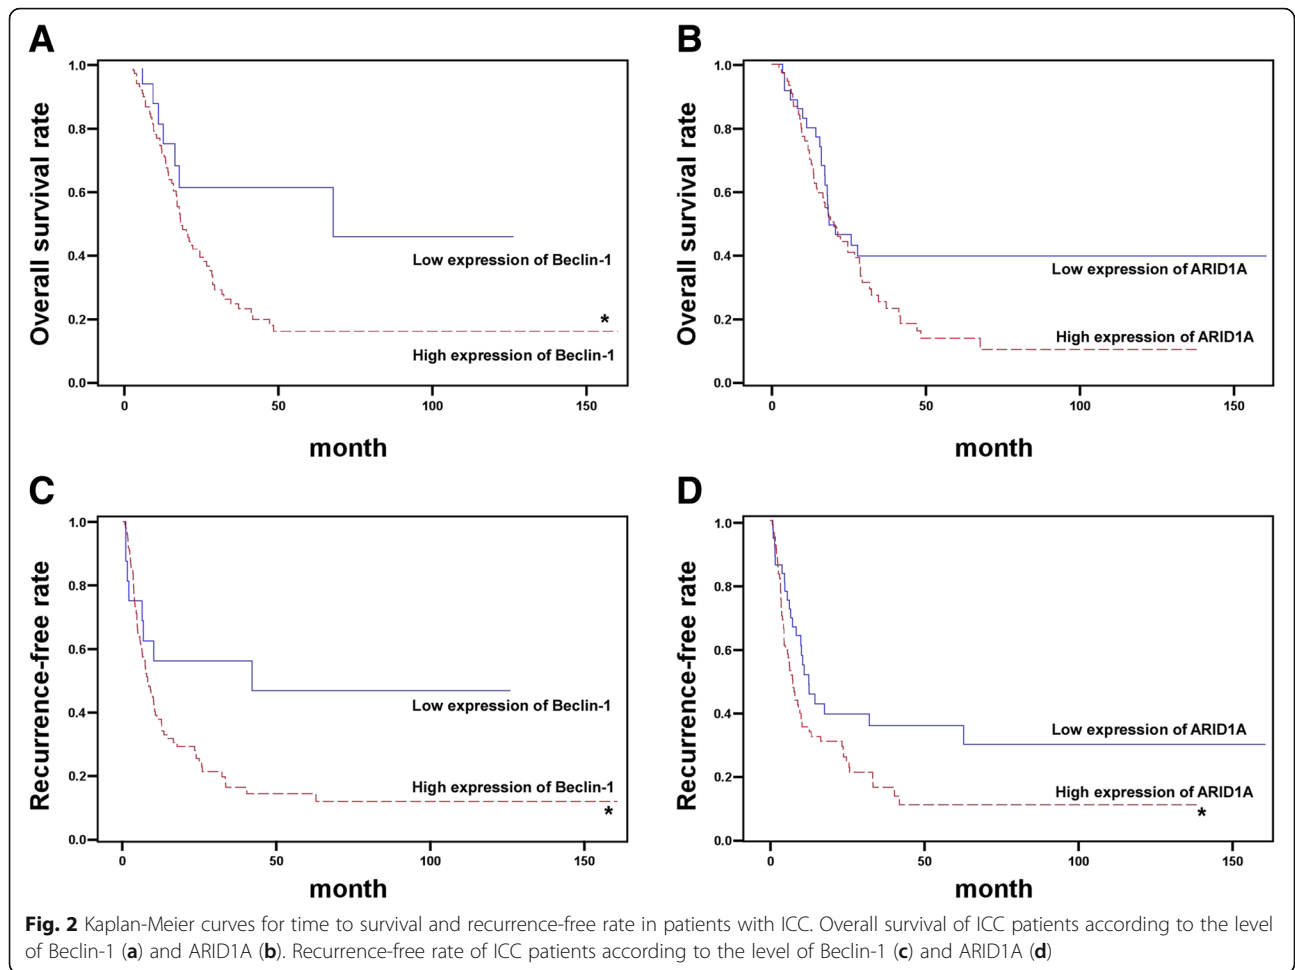 A
B
Overall survival rate
1.0
0.8
0.6
0.4
0.2
0.0
Low expression of Beclin-1
*
High expression of Beclin-1
0 50 100 150
month
Overall survival rate
1.0
0.8
0.6
0.4
0.2
0.0
Low expression of ARID1A
High expression of ARID1A
0 50 100 150
month
C
D
Recurrence-free rate
1.0
0.8
0.6
0.4
0.2
0.0
Low expression of Beclin-1
High expression of Beclin-1
*
0 50 100 150
month
Recurrence-free rate
1.0
0.8
0.6
0.4
0.2
0.0
Low expression of ARID1A
High expression of ARID1A
*
0 50 100 150
month
Fig. 2 Kaplan-Meier curves for time to survival and recurrence-free rate in patients with ICC. Overall survival of ICC patients according to the level
of Beclin-1 (a) and ARID1A (b). Recurrence-free rate of ICC patients according to the level of Beclin-1 (c) and ARID1A (d)